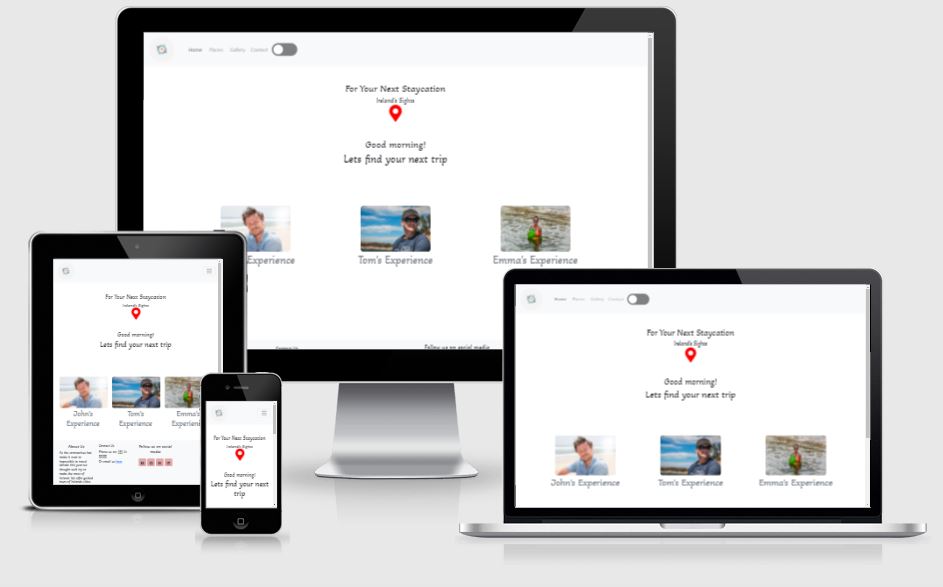 Home Places Gallery Contact
For Your Next Staycation
Ireland's Sights
Good morning!
Lets find your next trip
Experience
Tom's Experience
Emma's Experience
Contact Us
Follow us on social media
For Your Next Staycation
Ireland's Sights
Good morning!
Lets find your next trip
John's Experience
Tom's Experience
Emma's
About Us
Contact Us
Follow us on social media
For Your Next Staycation
Ireland's Sights
Good morning!
Lets find your next trip
Home Places Gallery Contact
For Your Next Staycation
Ireland's Sights
Good morning!
Lets find your next trip
John's Experience
Tom's Experience
Emma's Experience